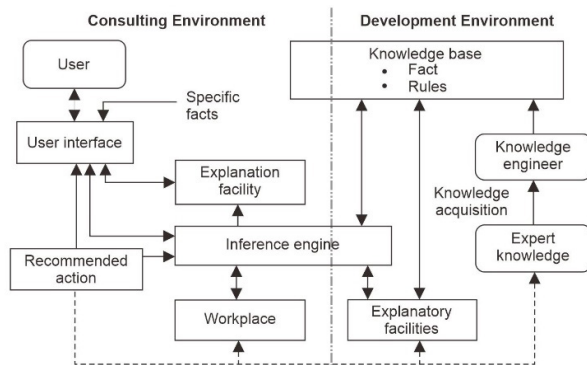 Consulting Environment
Development Environment
User
Knowledge base
• Fact
• Rules
Specific
facts
User interface
Knowledge
engineer
Explanation
facility
Knowledge
acquisition
Inference engine
Expert
knowledge
Recommended
action
Workplace
Explanatory
facilities